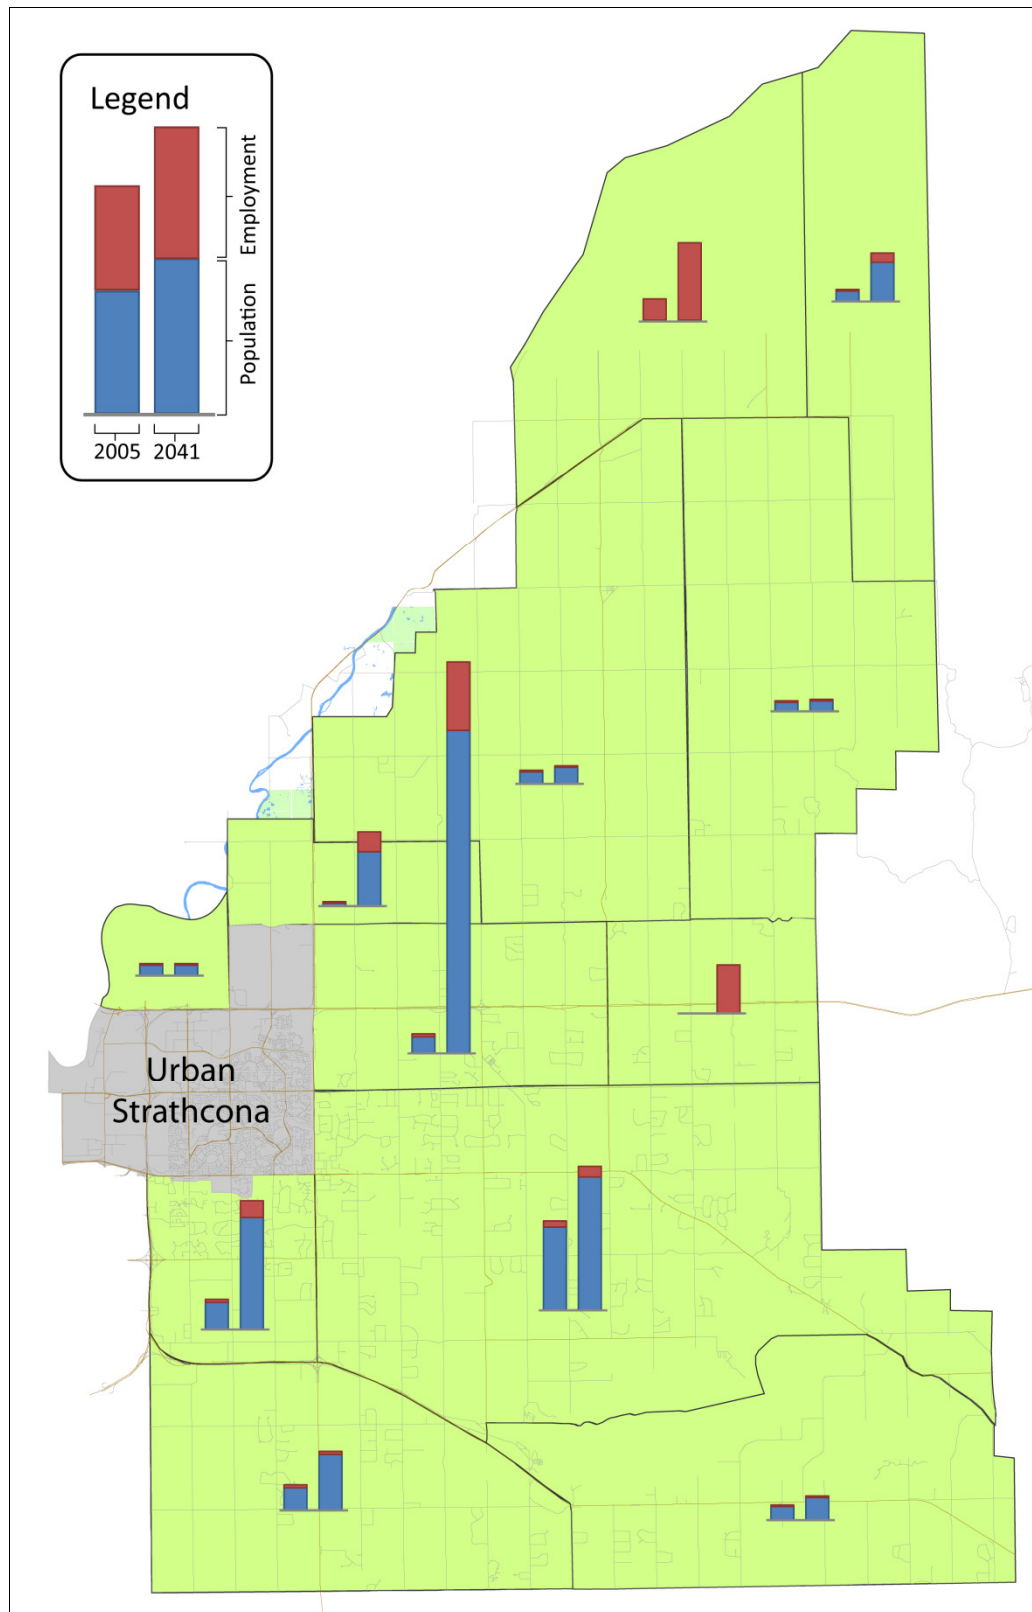 Legend
Employment
Population
2005 2041
Urban
Strathcona